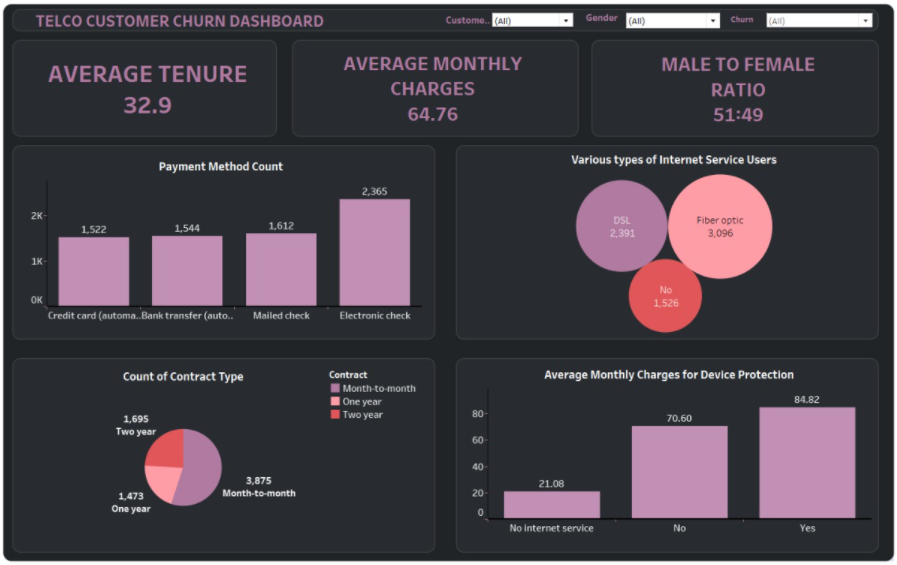 TELCO CUSTOMER CHURN DASHBOARD
Custome.. (All) Gender (All) Churn (All)
AVERAGE TENURE
32.9
AVERAGE MONTHLY
CHARGES
64.76
MALE TO FEMALE
RATIO
51:49
Payment Method Count
2,365
1,522 1,544 1,612
2K
1K
0K
Credit card (automa.. Bank transfer (auto.. Mailed check Electronic check
Various types of Internet Service Users
DSL
2,391
Fiber optic
3,096
No
1,526
Count of Contract Type
Contract
Month-to-month
One year
Two year
1,695
Two year
3,875
Month-to-month
1,473
One year
Average Monthly Charges for Device Protection
84.82
70.60
21.08
80
60
40
20
0
No internet service No Yes